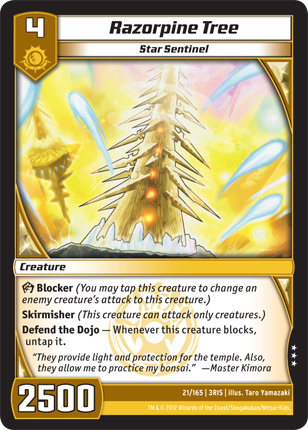 4
Razorpine Tree
Star Sentinel
Creature
Blocker (You may tap this creature to change an
enemy creature's attack to this creature.)
Skirmisher (This creature can attack only creatures.)
Defend the Dojo — Whenever this creature blocks,
untap it.
"They provide light and protection for the temple. Also,
they allow me to practice my bonsai." —Master Kimora
2500
21/165 | 3RIS | illus. Taro Yamazaki
TM & © 2012 Wizards of the Coast/Shogakukan/Mitsui-Kids.